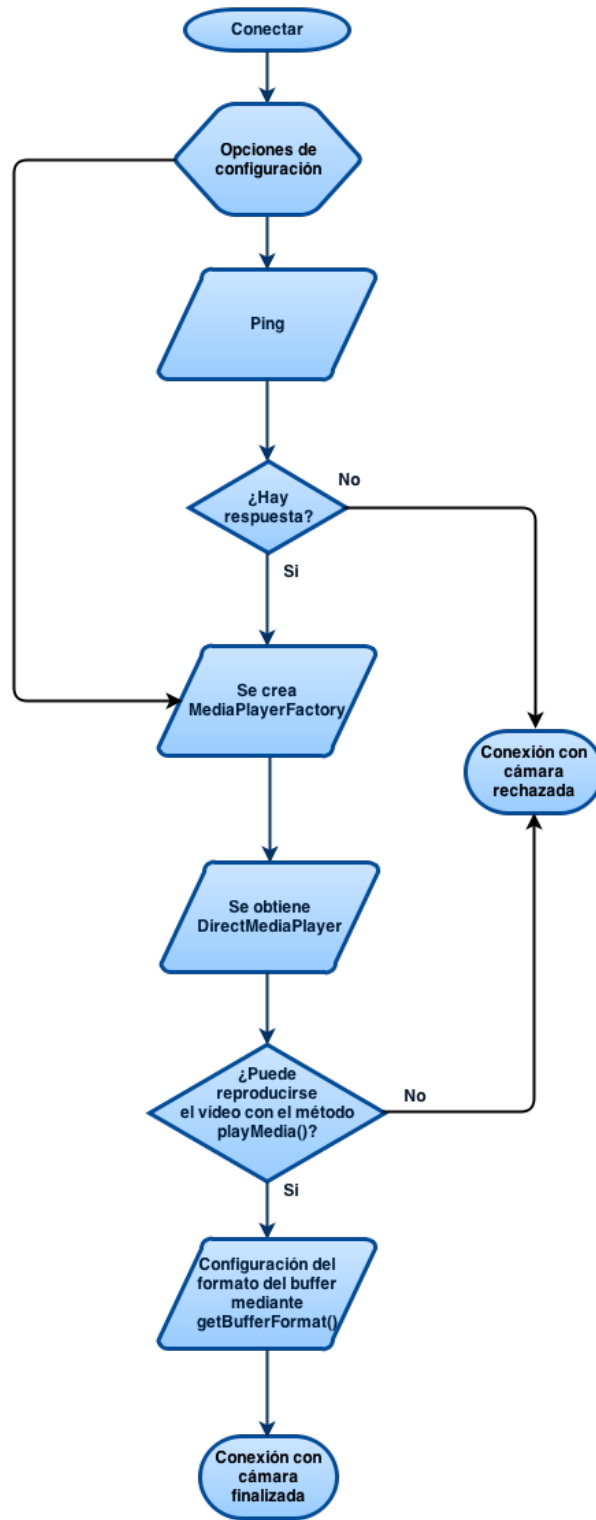 Conectar
Opciones de
configuración
Ping
No
¿Hay
respuesta?
Si
Se crea
MediaPlayerFactory
Conexión con
cámara
rechazada
Se obtiene
DirectMediaPlayer
¿Puede
reproducirse
el vídeo con el método
playMedia()?
No
Si
Configuración del
formato del buffer
mediante
getBufferFormat()
Conexión con
cámara
finalizada